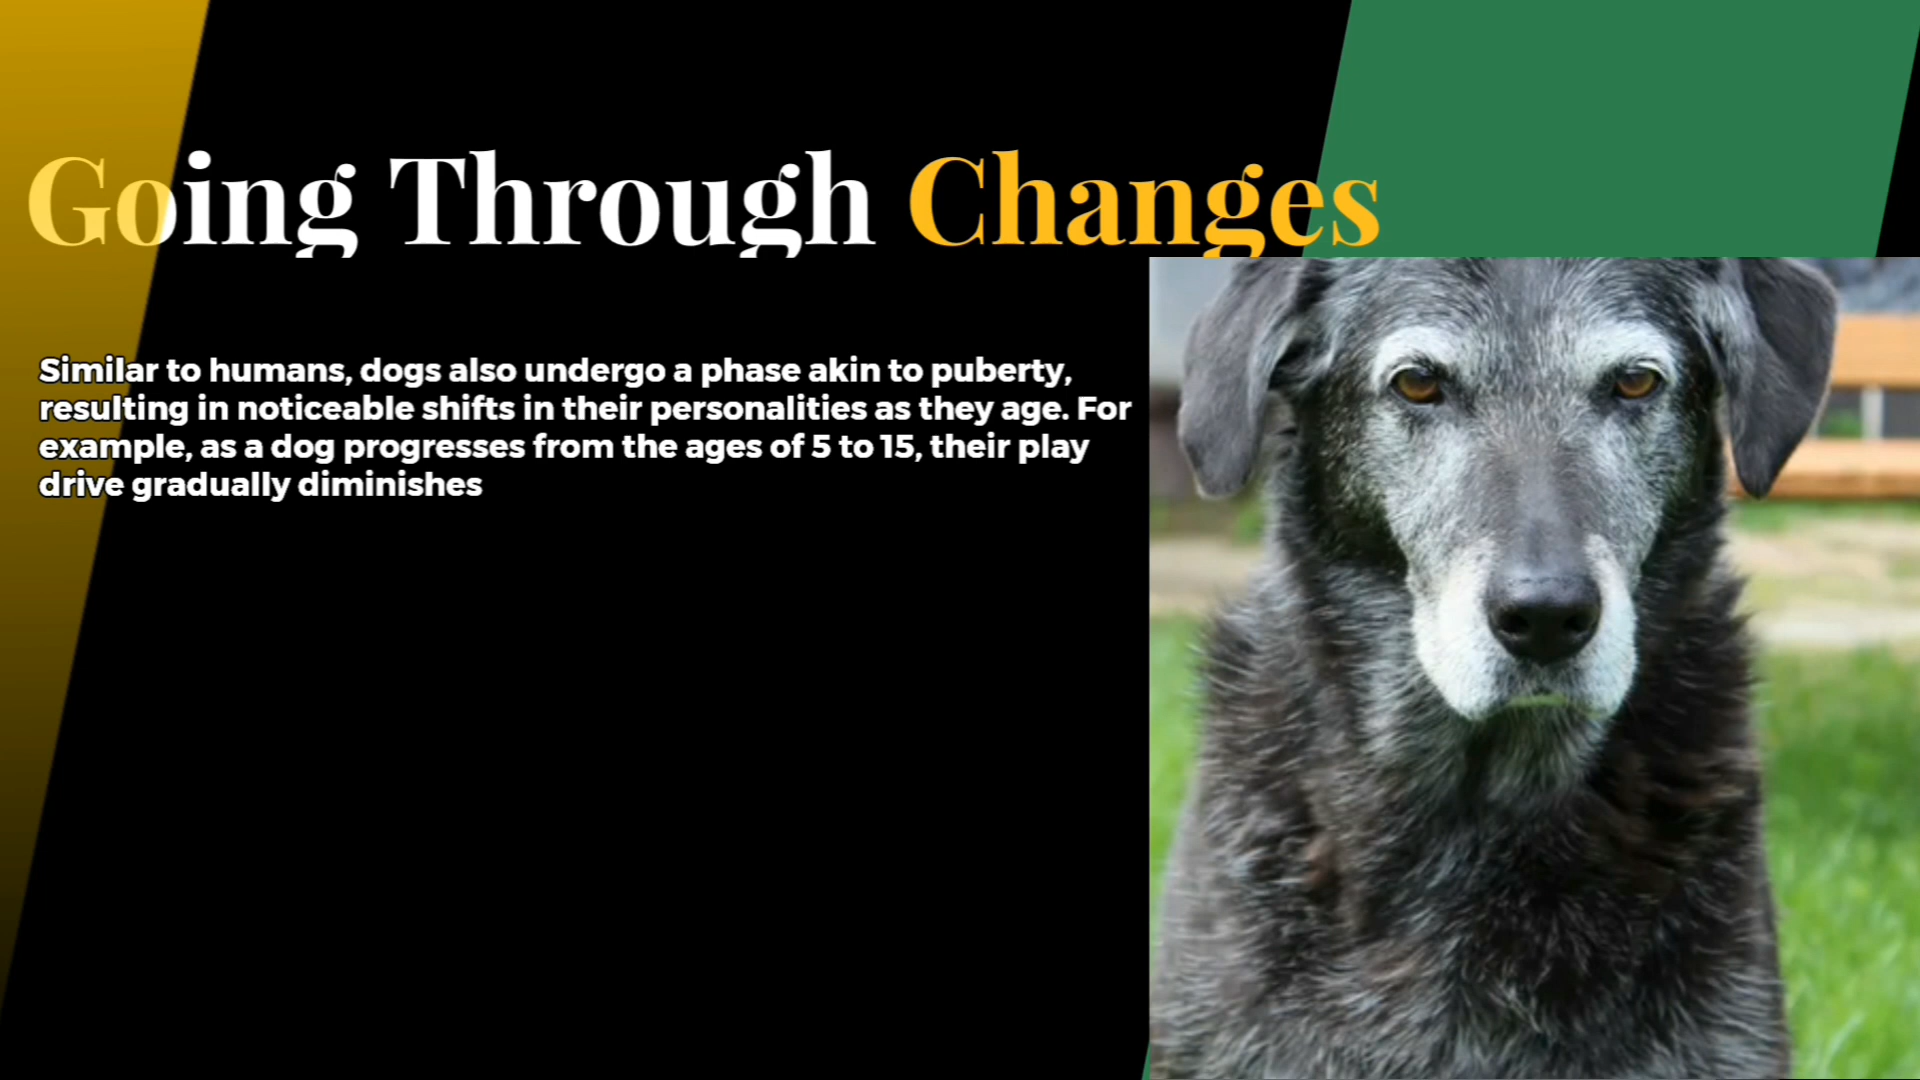 Going Through Changes
Similar to humans, dogs also undergo a phase akin to puberty,
resulting in noticeable shifts in their personalities as they age. For
example, as a dog progresses from the ages of 5 to 15, their play
drive gradually diminishes